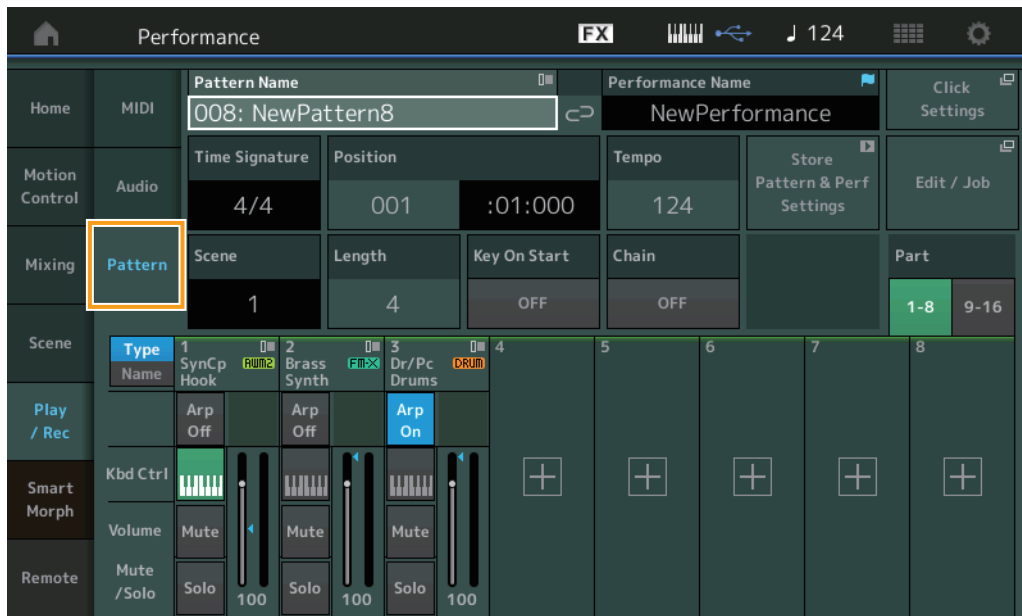 Performance
FX
124
Home
Motion
Control
Mixing
Scene
Play
/ Rec
Smart
Morph
Remote
MIDI
Audio
Pattern
Pattern Name
008: NewPattern8
Performance Name
NewPerformance
Click
Settings
Time Signature
4/4
Position
001 :01:000
Tempo
124
Store
Pattern & Perf
Settings
Edit / Job
Scene
1
Length
4
Key On Start
OFF
Chain
OFF
Part
1-8 9-16
Type
Name
1
SynCp
Hook
AWM2
2
Brass
Synth
FM-X
3
Dr/Pc
Drums
DRUM
4
5
6
7
8
Arp
Off
Arp
Off
Arp
On
Kbd Ctrl
Volume
Mute Mute Mute
Mute
/Solo
Solo 100 Solo 100 Solo 100